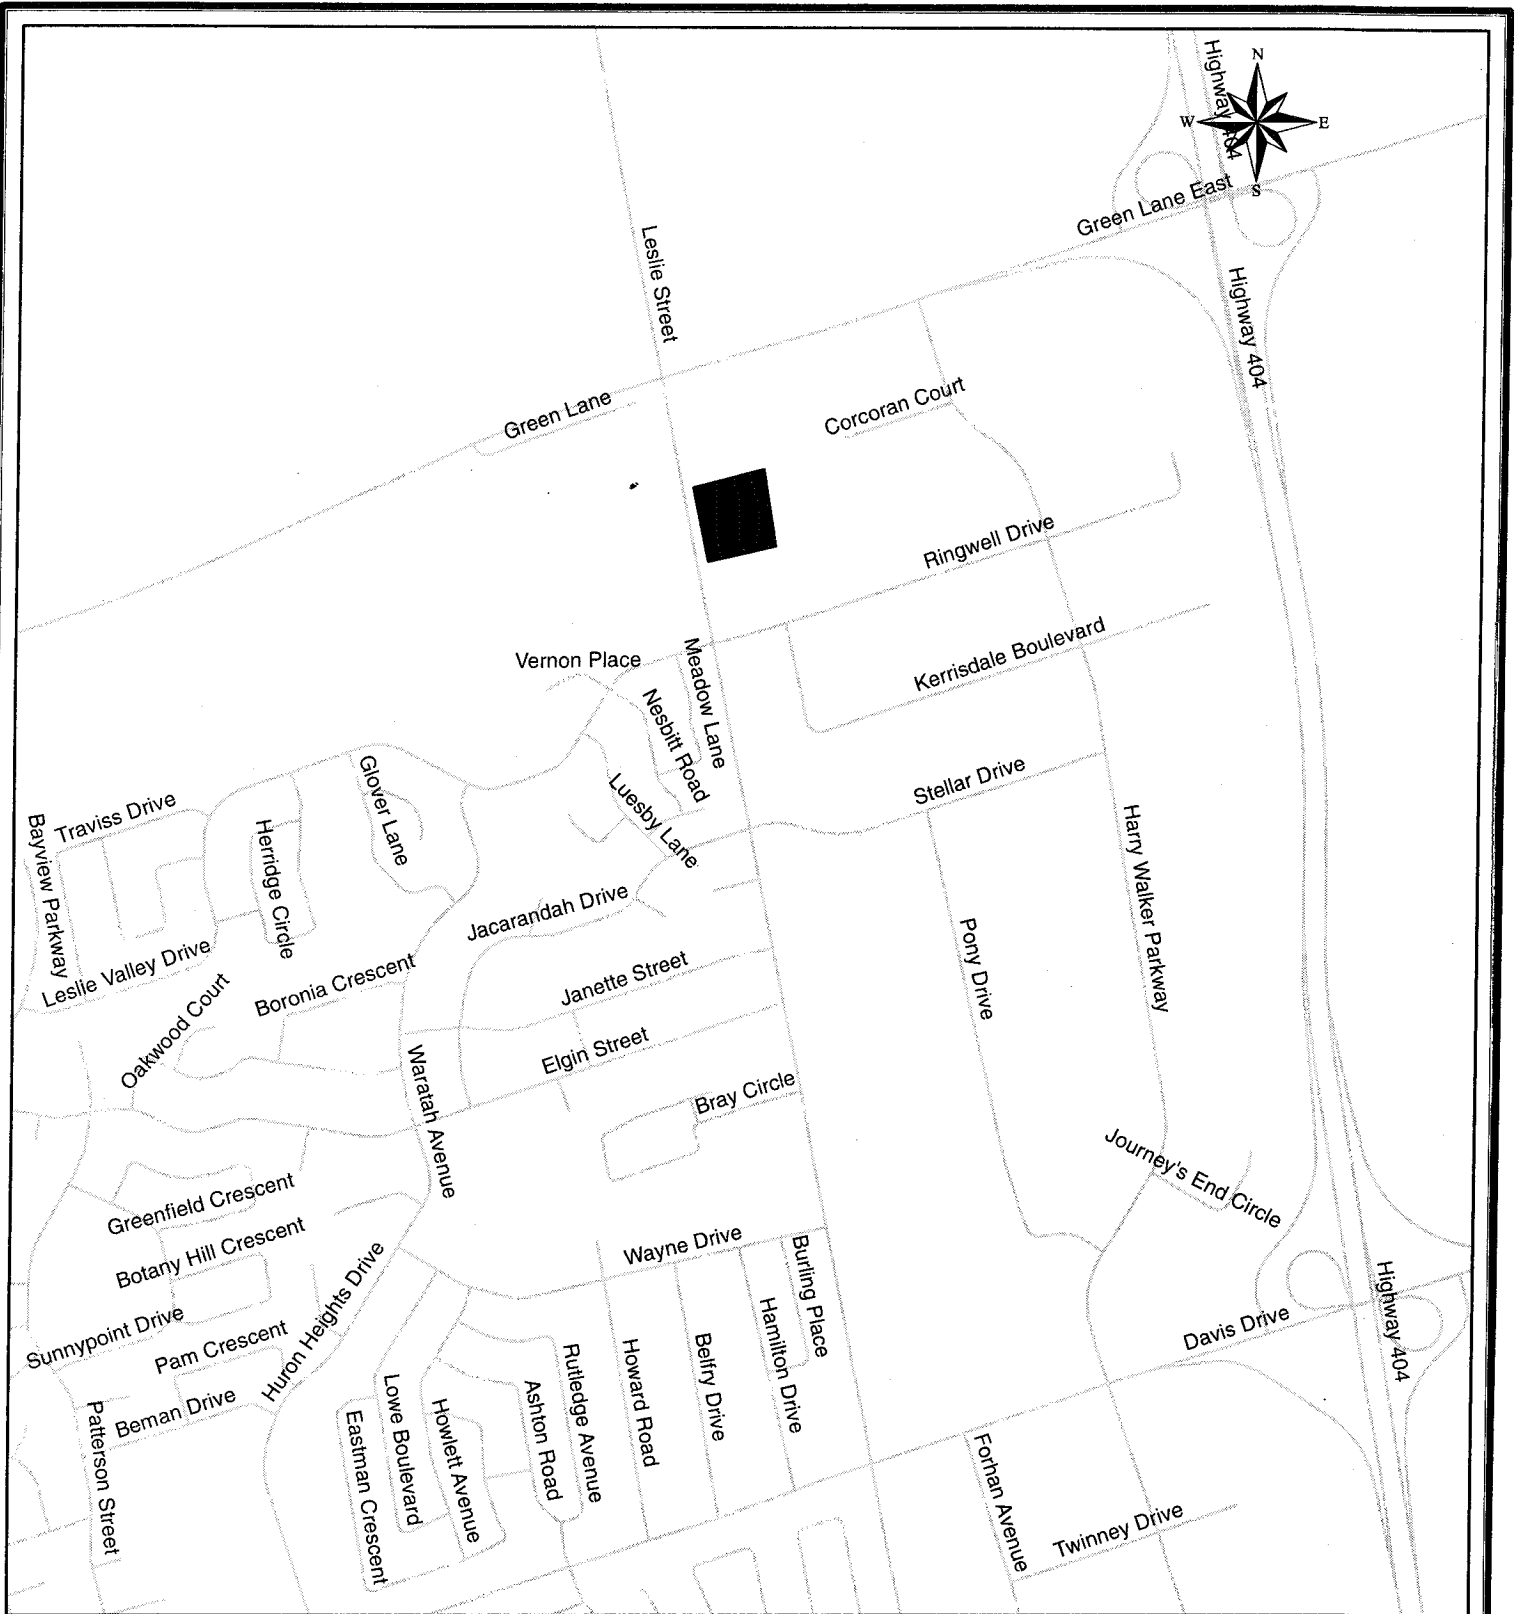 Highway 404
N
W
E
S
Green Lane East
Leslie Street
Highway 404
Corcoran Court
Green Lane
Ringwell Drive
Kerrisdale Boulevard
Vernon Place
Meadow Lane
Nesbitt Road
Stellar Drive
Luesby Lane
Glover Lane
Traviss Drive
Bayview Parkway
Herridge Circle
Harry Walker Parkway
Jacarandah Drive
Pony Drive
Leslie Valley Drive
Janette Street
Boronia Crescent
Oakwood Court
Elgin Street
Waratah Avenue
Bray Circle
Journey's End Circle
Greenfield Crescent
Botany Hill Crescent
Wayne Drive
Burling Place
Huron Heights Drive
Highway 404
Davis Drive
Sunnypoint Drive
Pam Crescent
Hamilton Drive
Belfry Drive
Howard Road
Rutledge Avenue
Ashton Road
Lowe Boulevard
Howlett Avenue
Eastman Crescent
Beman Drive
Patterson Street
Forhan Avenue
Twinney Drive